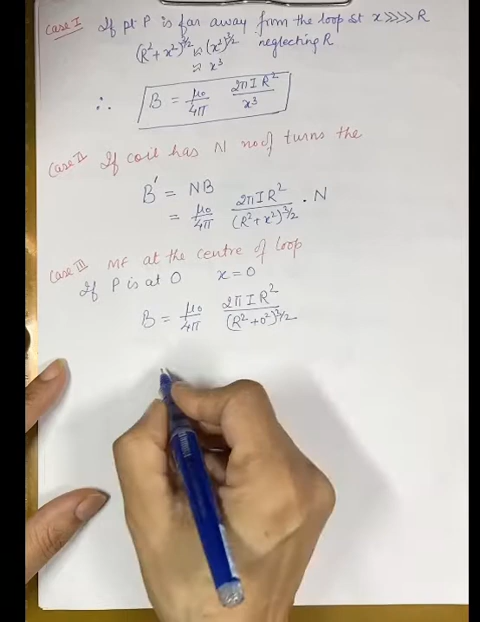 Case I If pt P is far away from the loop st x >>>> R
(R² + x²)^3/2 ≈ (x²)^3/2 neglecting R
≈ x³
∴ B = μ₀/4π 2πIR²/x³
Case II If coil has N no of turns the
B' = NB
= μ₀/4π 2πIR²/(R²+x²)^3/2 . N
Case III MF at the centre of loop
If P is at O x = 0
B = μ₀/4π 2πIR²/(R²+0²)^3/2